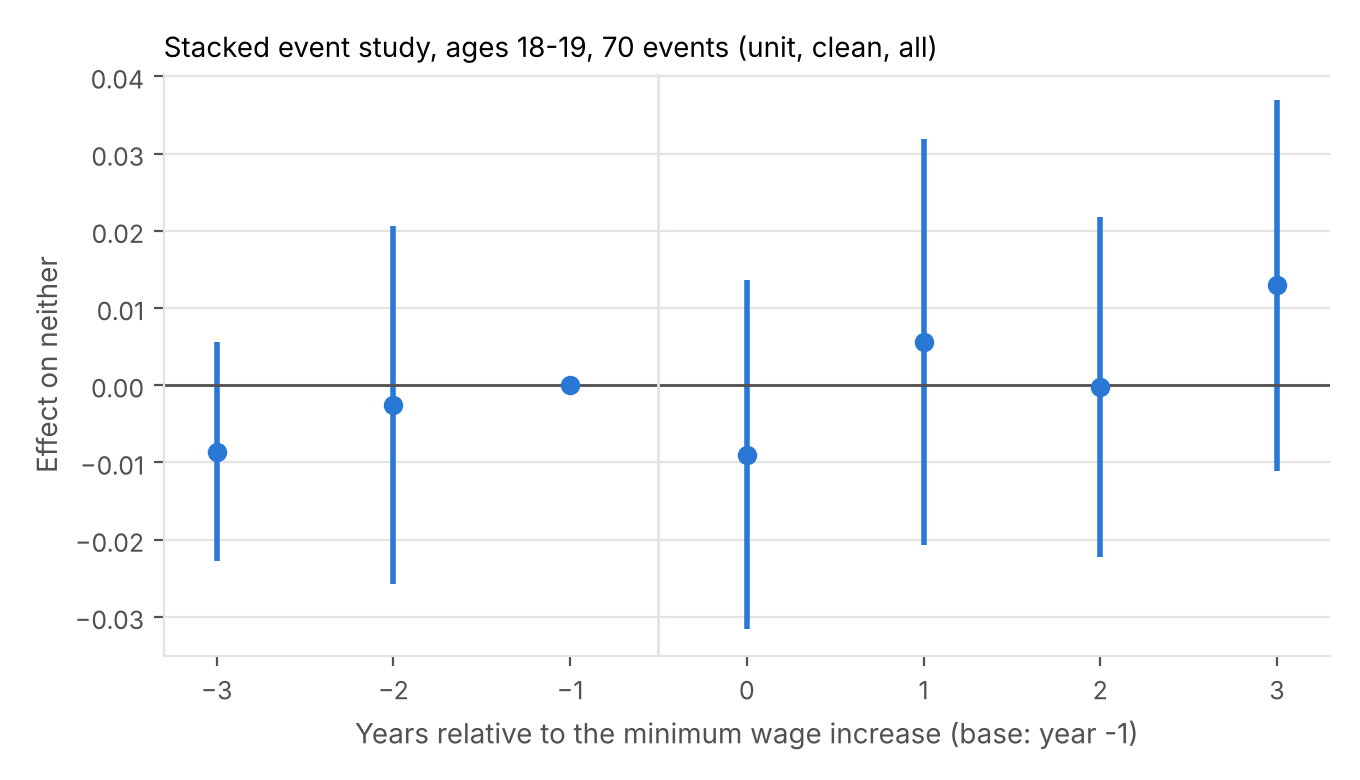 Stacked event study, ages 18-19, 70 events (unit, clean, all)
0.04
0.03
0.02
0.01
0.00
−0.01
−0.02
−0.03
Effect on neither
−3 −2 −1 0 1 2 3
Years relative to the minimum wage increase (base: year -1)